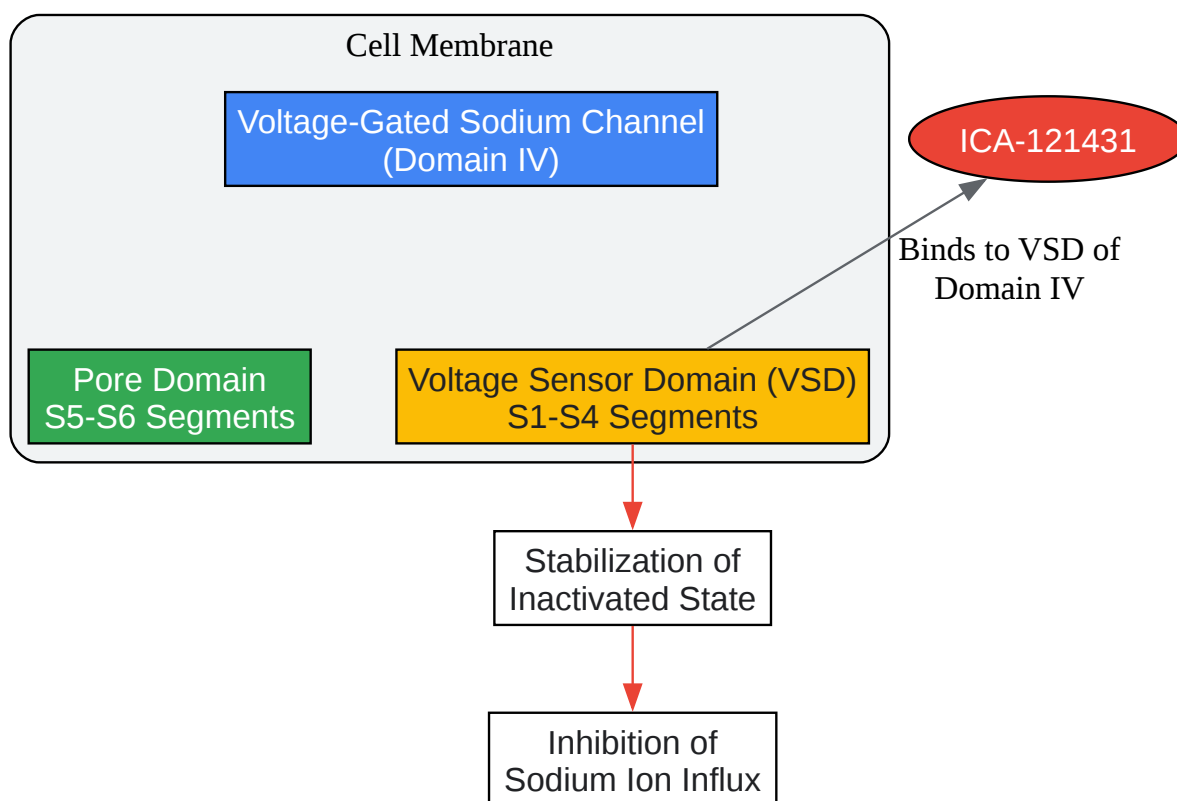 Cell Membrane
Voltage-Gated Sodium Channel
(Domain IV)
ICA-121431
Binds to VSD of
Domain IV
Pore Domain
S5-S6 Segments
Voltage Sensor Domain (VSD)
S1-S4 Segments
Stabilization of
Inactivated State
Inhibition of
Sodium Ion Influx